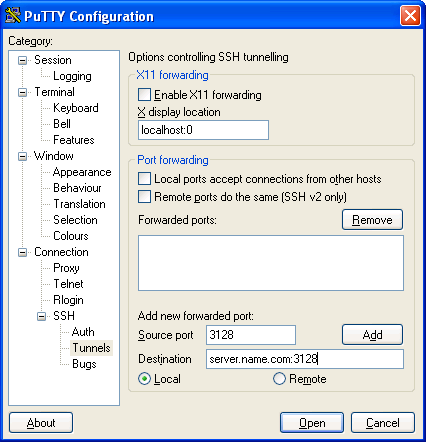 PuTTY Configuration
Category:
Session
Logging
Terminal
Keyboard
Bell
Features
Window
Appearance
Behaviour
Translation
Selection
Colours
Connection
Proxy
Telnet
Rlogin
SSH
Auth
Tunnels
Bugs
Options controlling SSH tunnelling
X11 forwarding
Enable X11 forwarding
X display location
localhost:0
Port forwarding
Local ports accept connections from other hosts
Remote ports do the same (SSH v2 only)
Forwarded ports:
Remove
Add new forwarded port:
Source port
3128
Add
Destination
server.name.com:3128
Local
Remote
About
Open
Cancel